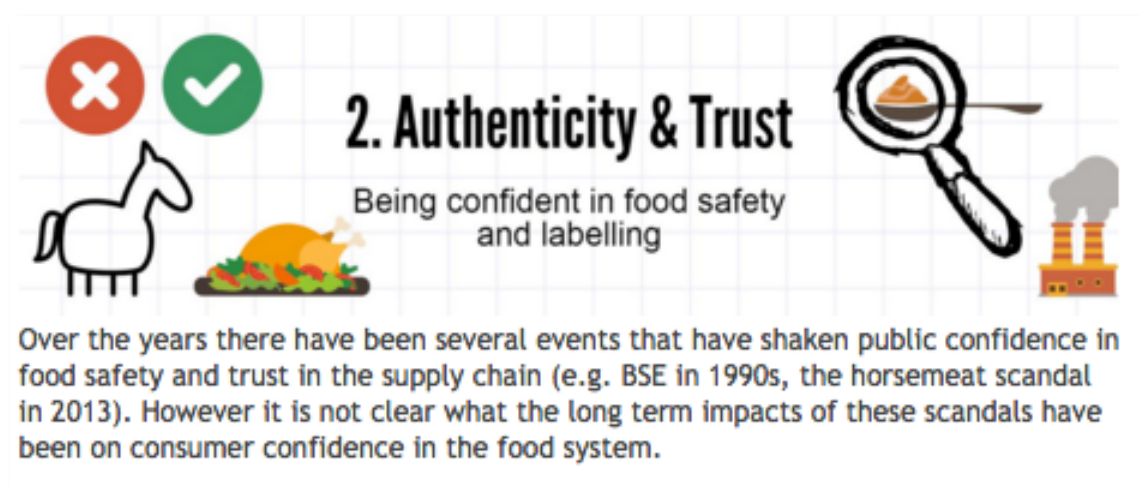 2. Authenticity & Trust
Being confident in food safety
and labelling
Over the years there have been several events that have shaken public confidence in
food safety and trust in the supply chain (e.g. BSE in 1990s, the horsemeat scandal
in 2013). However it is not clear what the long term impacts of these scandals have
been on consumer confidence in the food system.